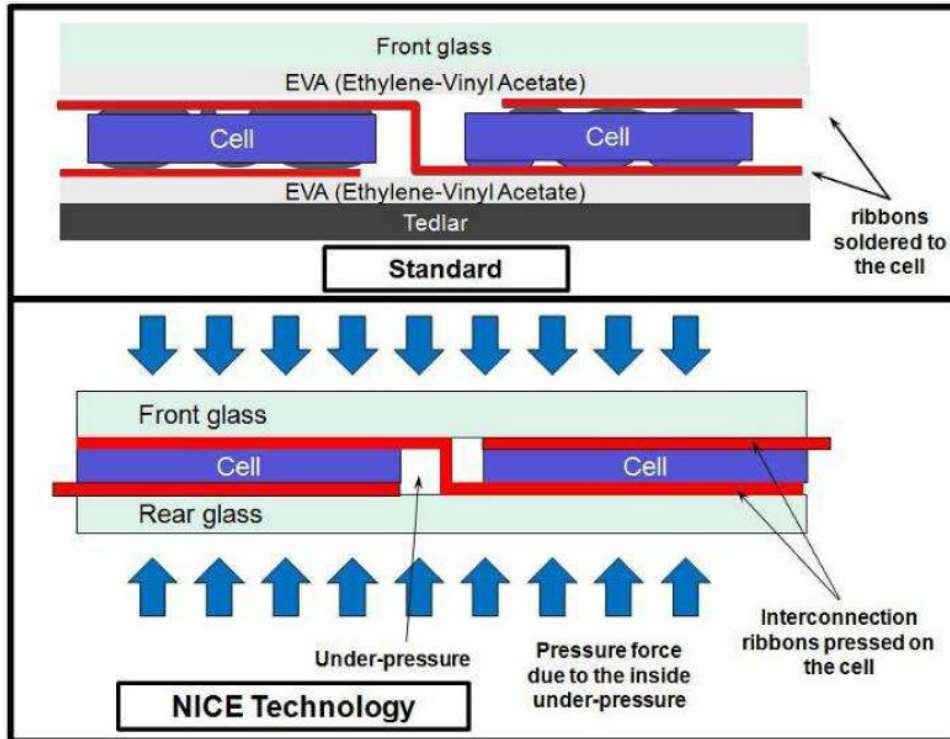 Front glass
EVA (Ethylene-Vinyl Acetate)
Cell
Cell
EVA (Ethylene-Vinyl Acetate)
Tedlar
ribbons
soldered to
the cell
Standard
Front glass
Cell
Cell
Rear glass
Under-pressure
Pressure force
due to the inside
under-pressure
Interconnection
ribbons pressed on
the cell
NICE Technology